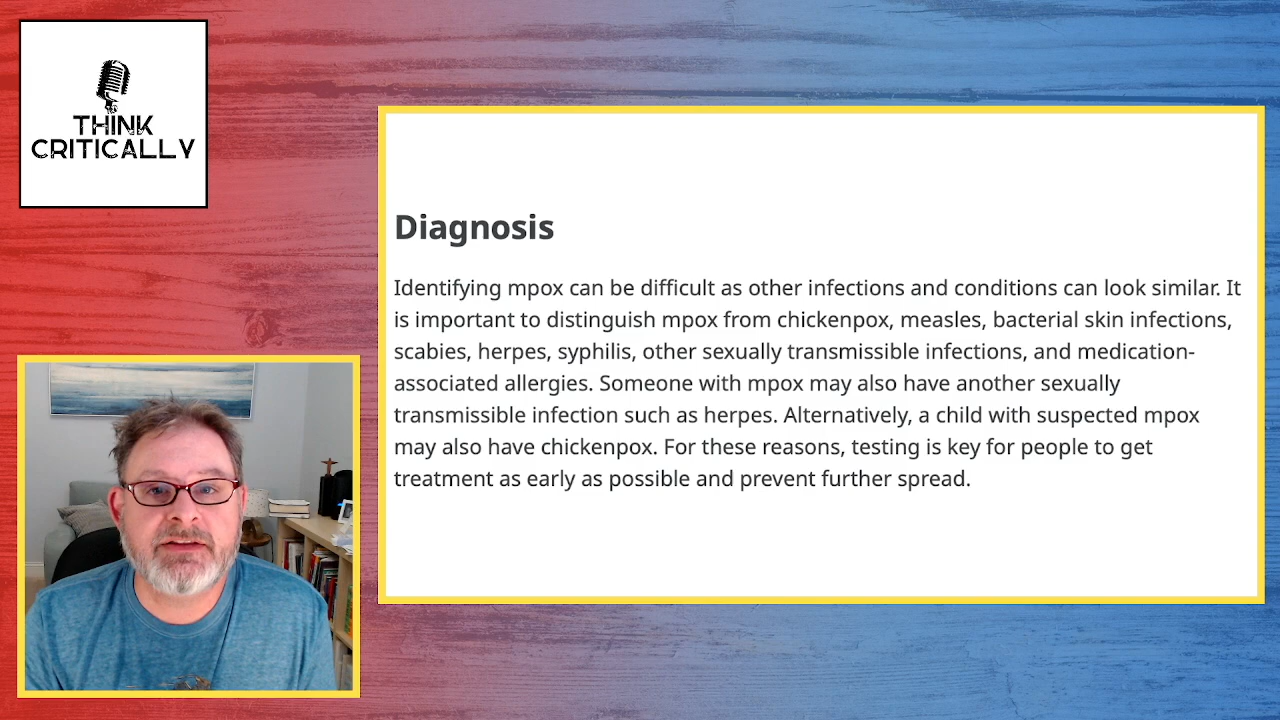 THINK
CRITICALLY
Diagnosis
Identifying mpox can be difficult as other infections and conditions can look similar. It
is important to distinguish mpox from chickenpox, measles, bacterial skin infections,
scabies, herpes, syphilis, other sexually transmissible infections, and medication-
associated allergies. Someone with mpox may also have another sexually
transmissible infection such as herpes. Alternatively, a child with suspected mpox
may also have chickenpox. For these reasons, testing is key for people to get
treatment as early as possible and prevent further spread.